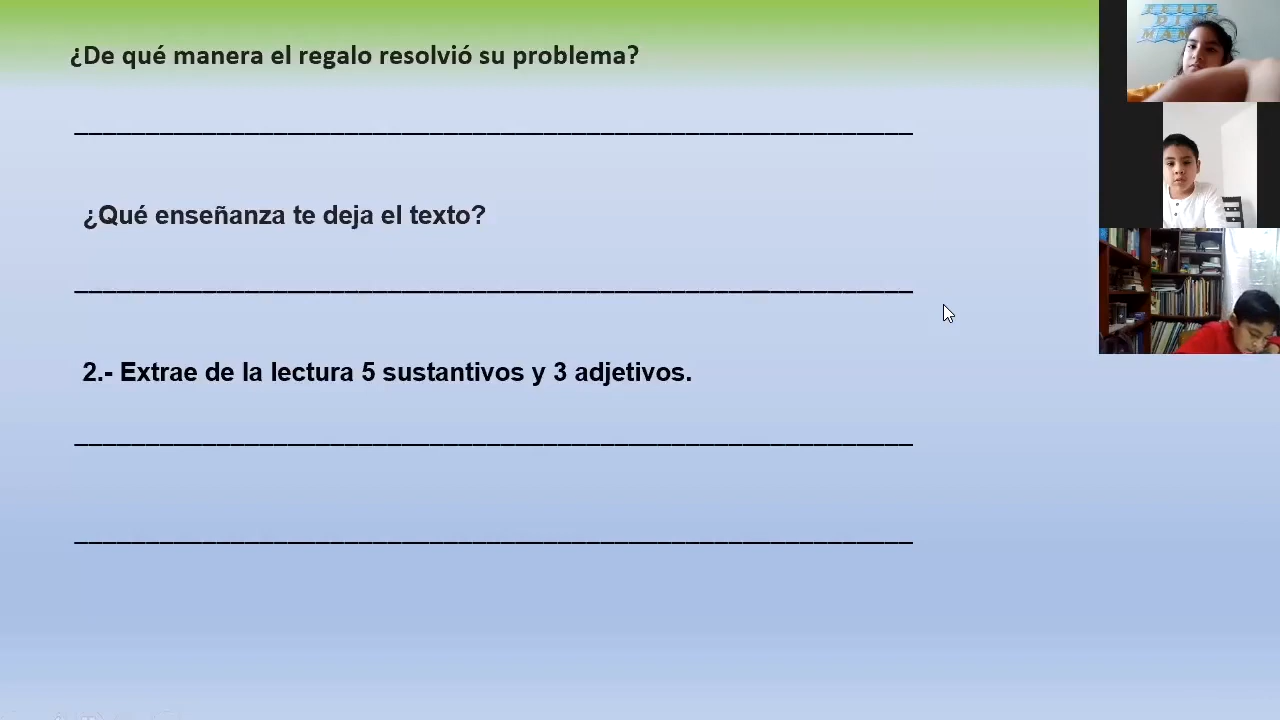 ¿De qué manera el regalo resolvió su problema?
¿Qué enseñanza te deja el texto?
2.- Extrae de la lectura 5 sustantivos y 3 adjetivos.
FELIZ